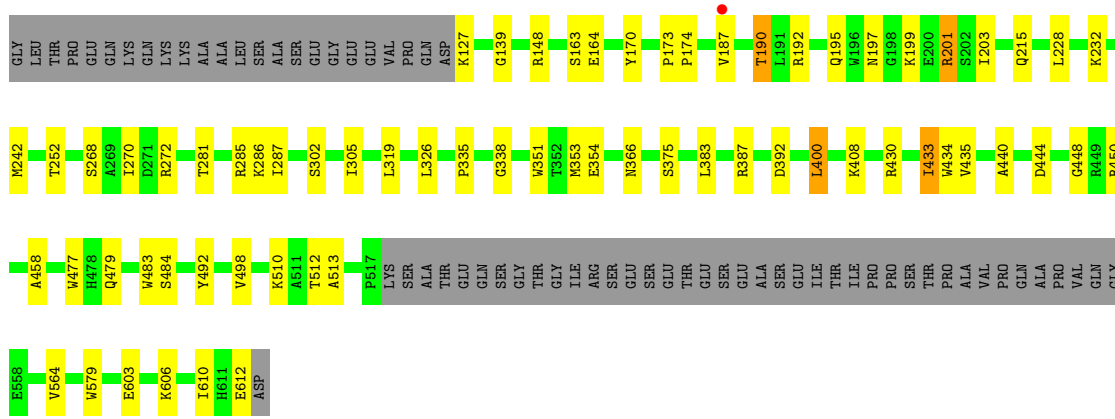 GLY LEU THR PRO GLU GLN LYS GLN LYS LYS ALA ALA LEU SER ALA SER GLU GLY GLU GLU VAL PRO GLN ASP K127 G139 R148 S163 E164 Y170 P173 P174 V187 T190 L191 R192 Q195 W196 N197 G198 K199 E200 R201 S202 I203 Q215 L228 K232
M242 T252 S268 A269 I270 D271 R272 T281 R285 K286 I287 S302 I305 L319 L326 P335 G338 W351 T352 M353 E354 N366 S375 L383 R387 D392 L400 K408 R430 I433 W434 V435 A440 D444 G448 R449
A458 W477 H478 Q479 W483 S484 Y492 V498 K510 A511 T512 A513 P517 LYS SER ALA THR GLU GLN SER GLY THR GLY ILE ARG SER GLU SER GLU THR GLU SER GLU ALA SER GLU ILE THR ILE PRO PRO SER THR PRO ALA VAL PRO GLN ALA PRO VAL GLN GLY
E558 V564 W579 E603 K606 I610 H611 E612 ASP